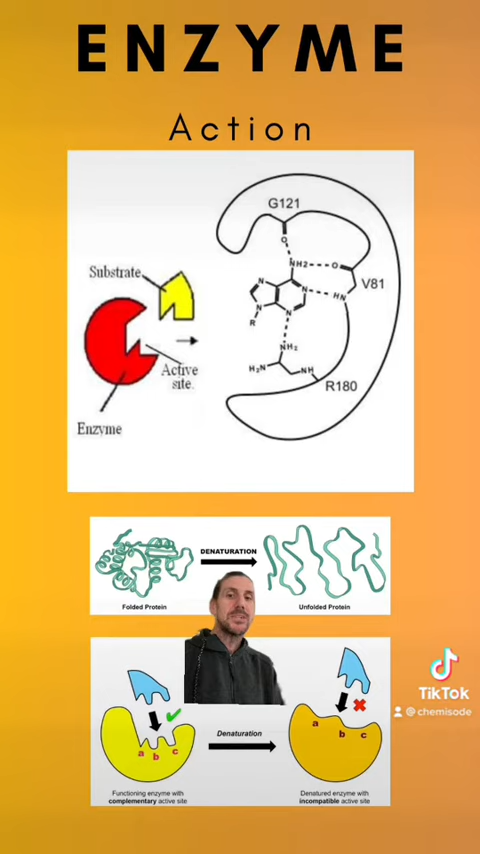 ENZYME
Action
Substrate
Active
site.
Enzyme
G121
O
NH2
O
V81
N
N
HN
N
N
R
NH2
H2N
NH
R180
DENATURATION
Folded Protein
Unfolded Protein
a
b
c
Denaturation
a
b
c
Functioning enzyme with
complementary active site
Denatured enzyme with
incompatible active site
TikTok
@chemisode